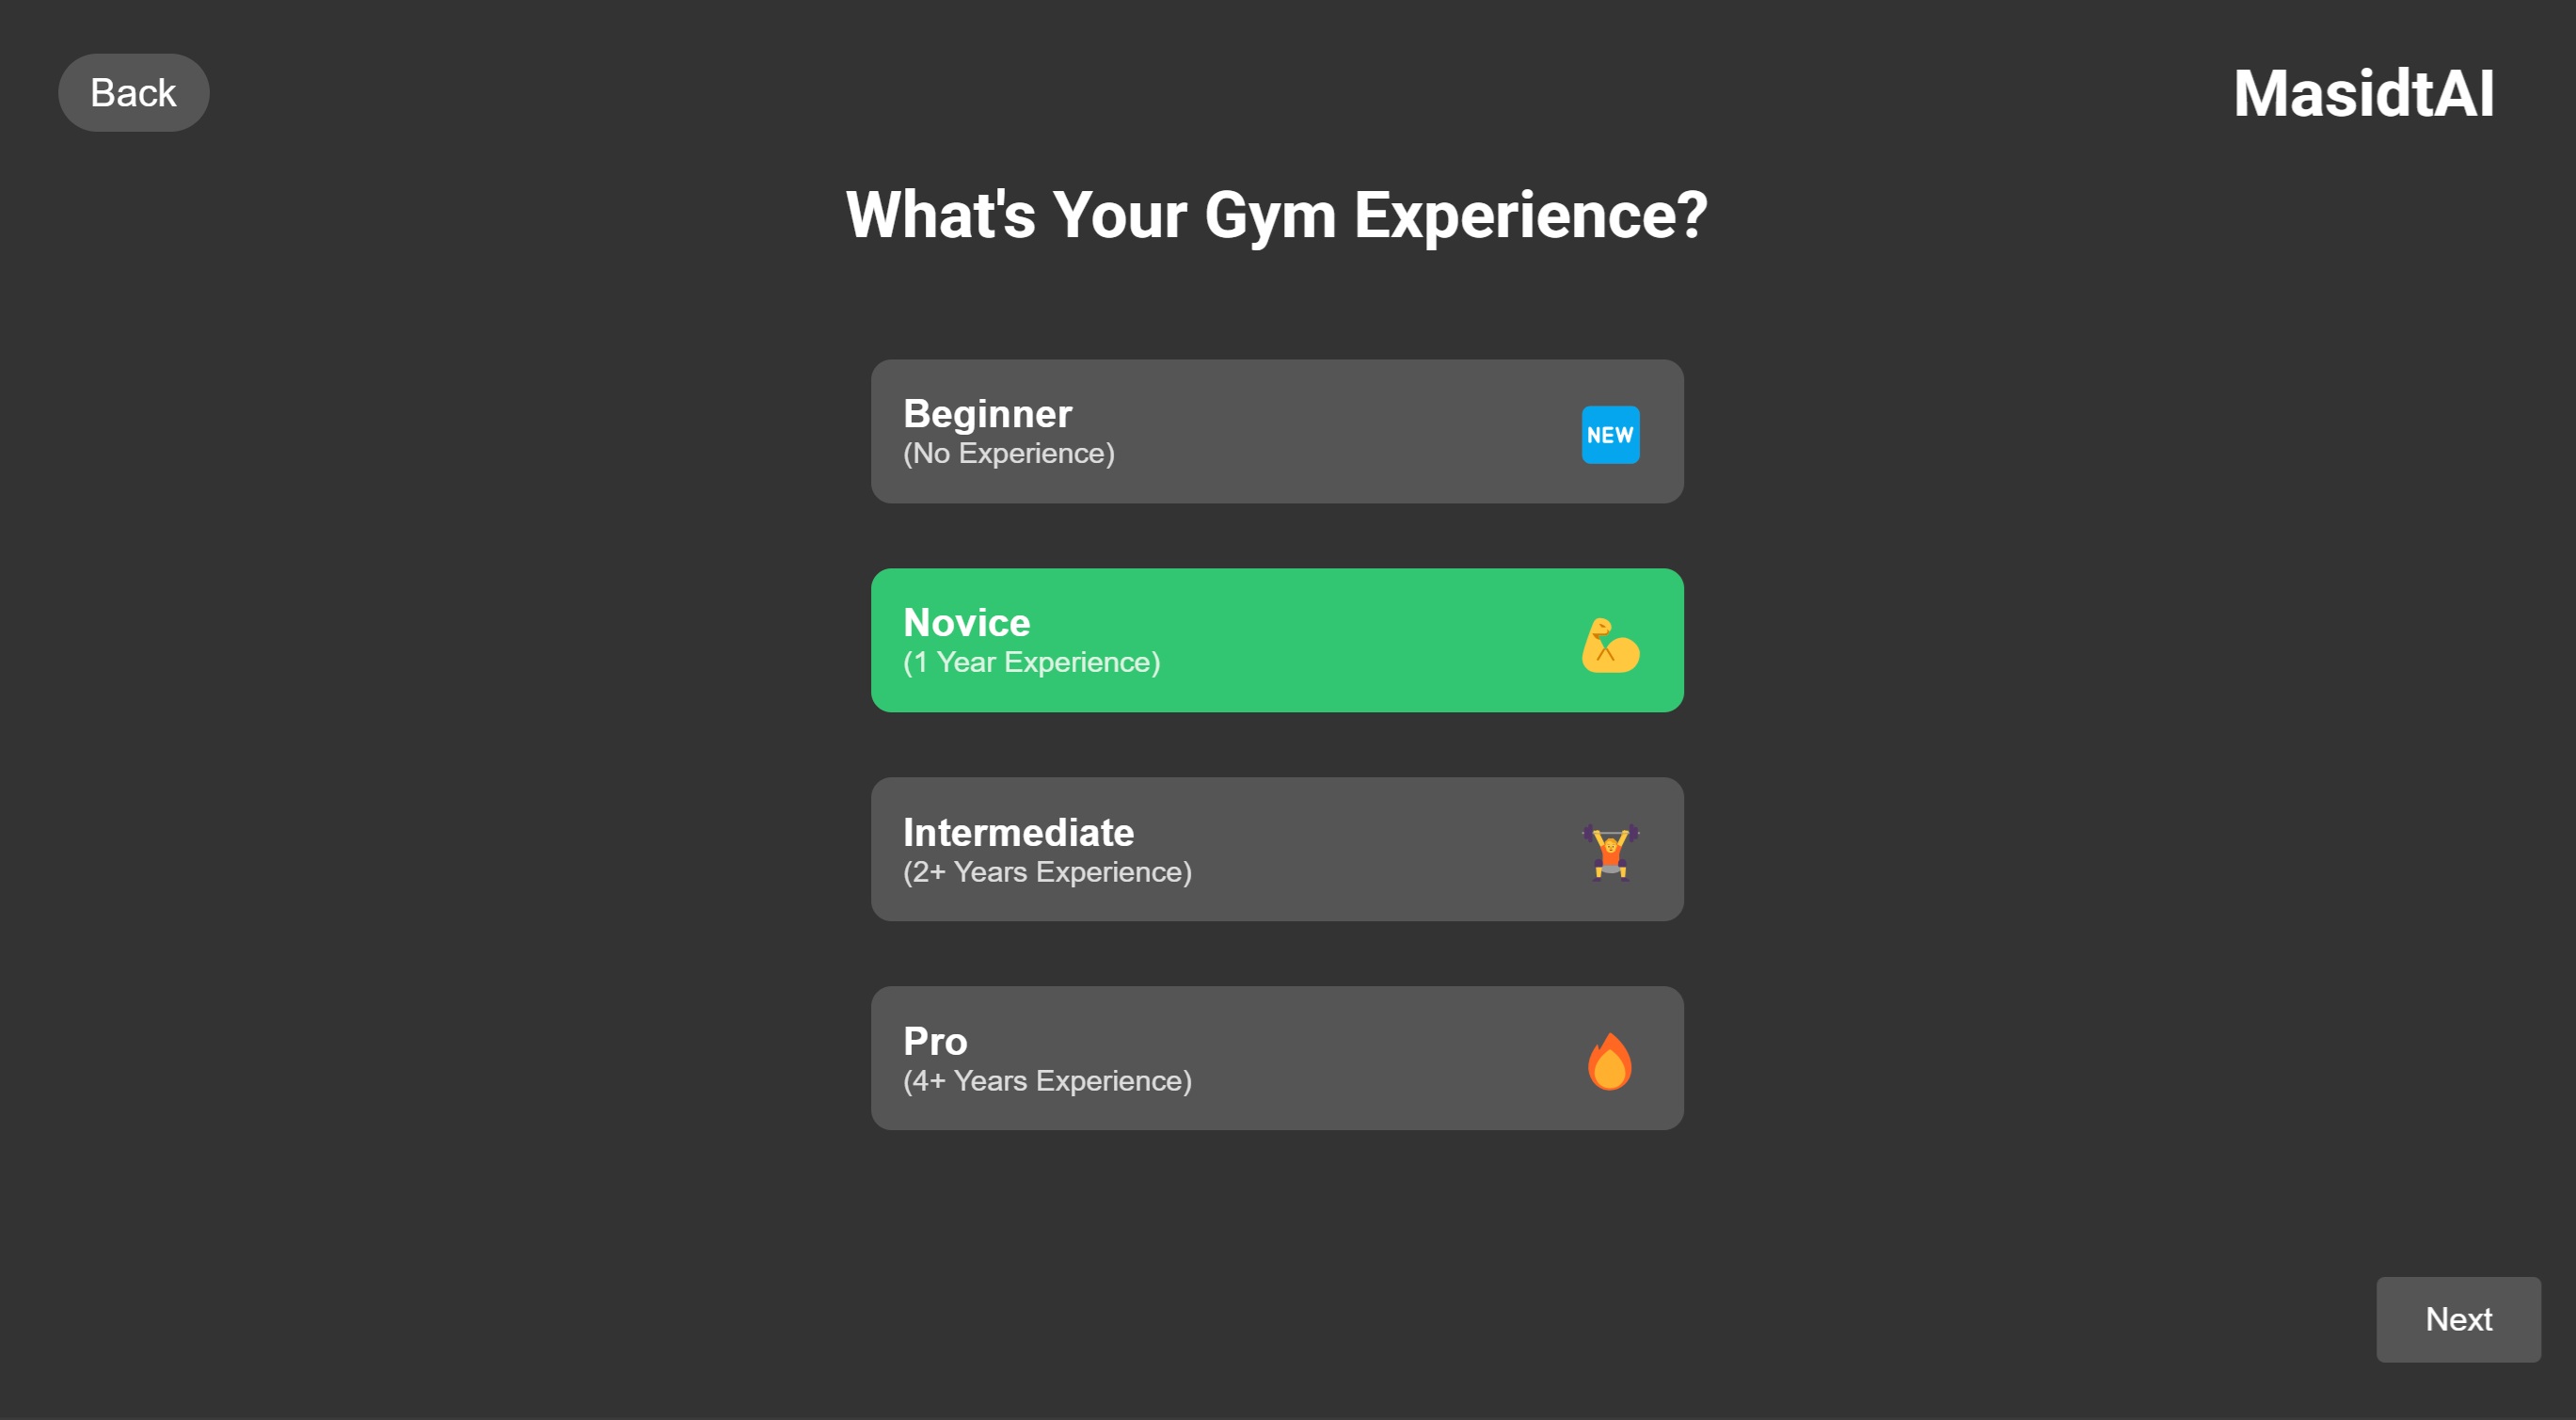 Back
MasidtAI
What's Your Gym Experience?
Beginner
(No Experience)
NEW
Novice
(1 Year Experience)
Intermediate
(2+ Years Experience)
Pro
(4+ Years Experience)
Next